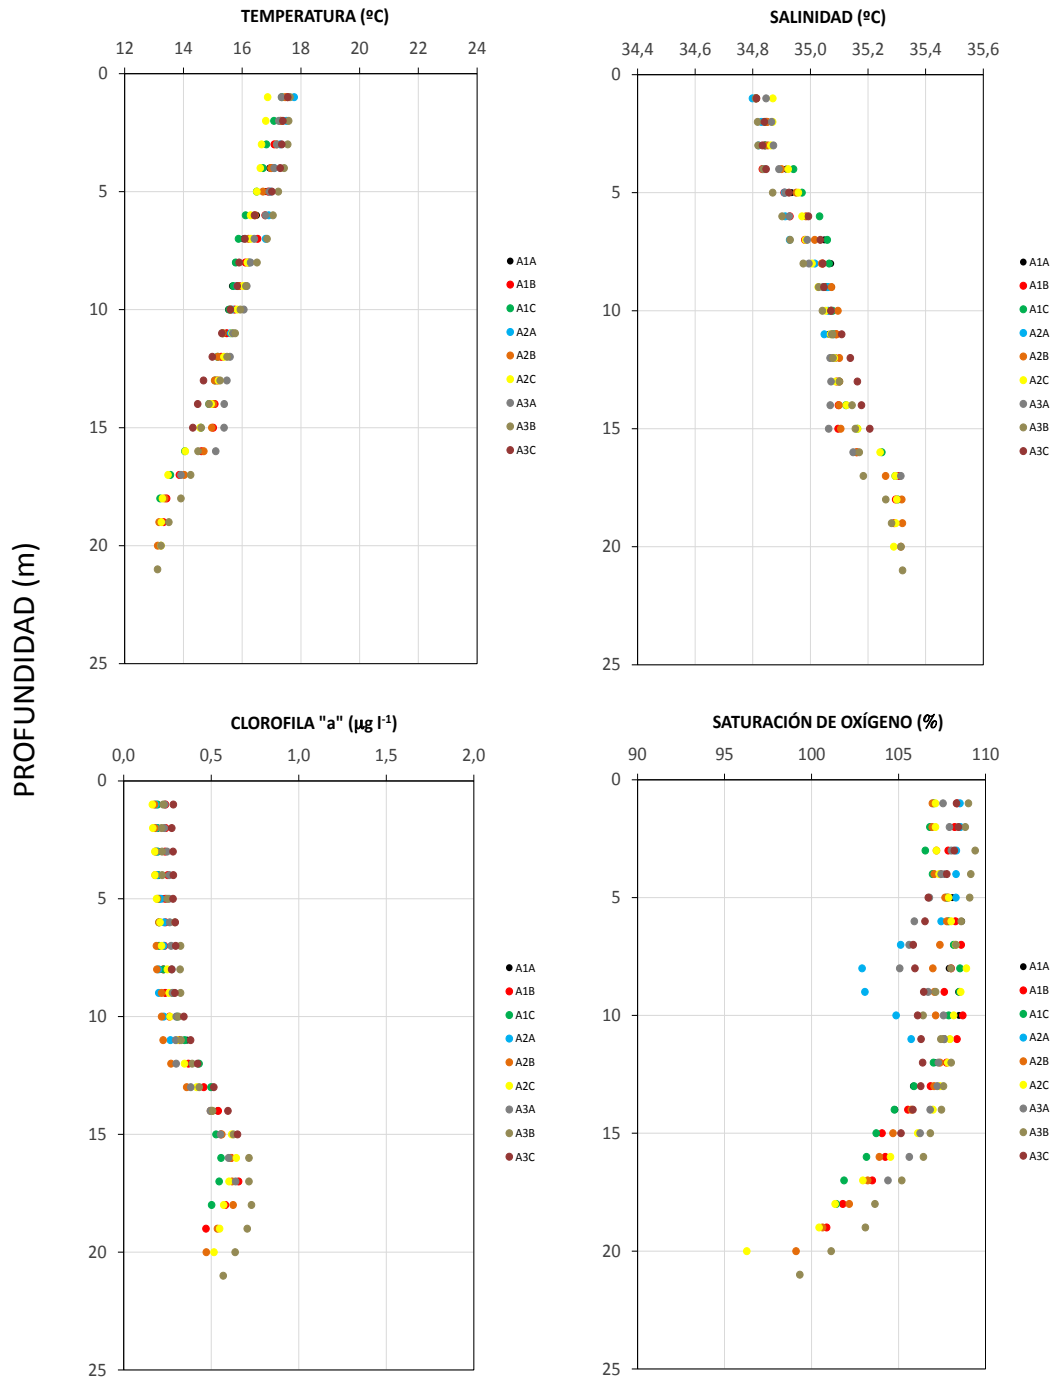 TEMPERATURA (ºC)
12 14 16 18 20 22 24
0
5
10
15
20
25
A1A
A1B
A1C
A2A
A2B
A2C
A3A
A3B
A3C
SALINIDAD (ºC)
34,4 34,6 34,8 35,0 35,2 35,4 35,6
0
5
10
15
20
25
A1A
A1B
A1C
A2A
A2B
A2C
A3A
A3B
A3C
PROFUNDIDAD (m)
CLOROFILA "a" (µg l-1)
0,0 0,5 1,0 1,5 2,0
0
5
10
15
20
25
A1A
A1B
A1C
A2A
A2B
A2C
A3A
A3B
A3C
SATURACIÓN DE OXÍGENO (%)
90 95 100 105 110
0
5
10
15
20
25
A1A
A1B
A1C
A2A
A2B
A2C
A3A
A3B
A3C